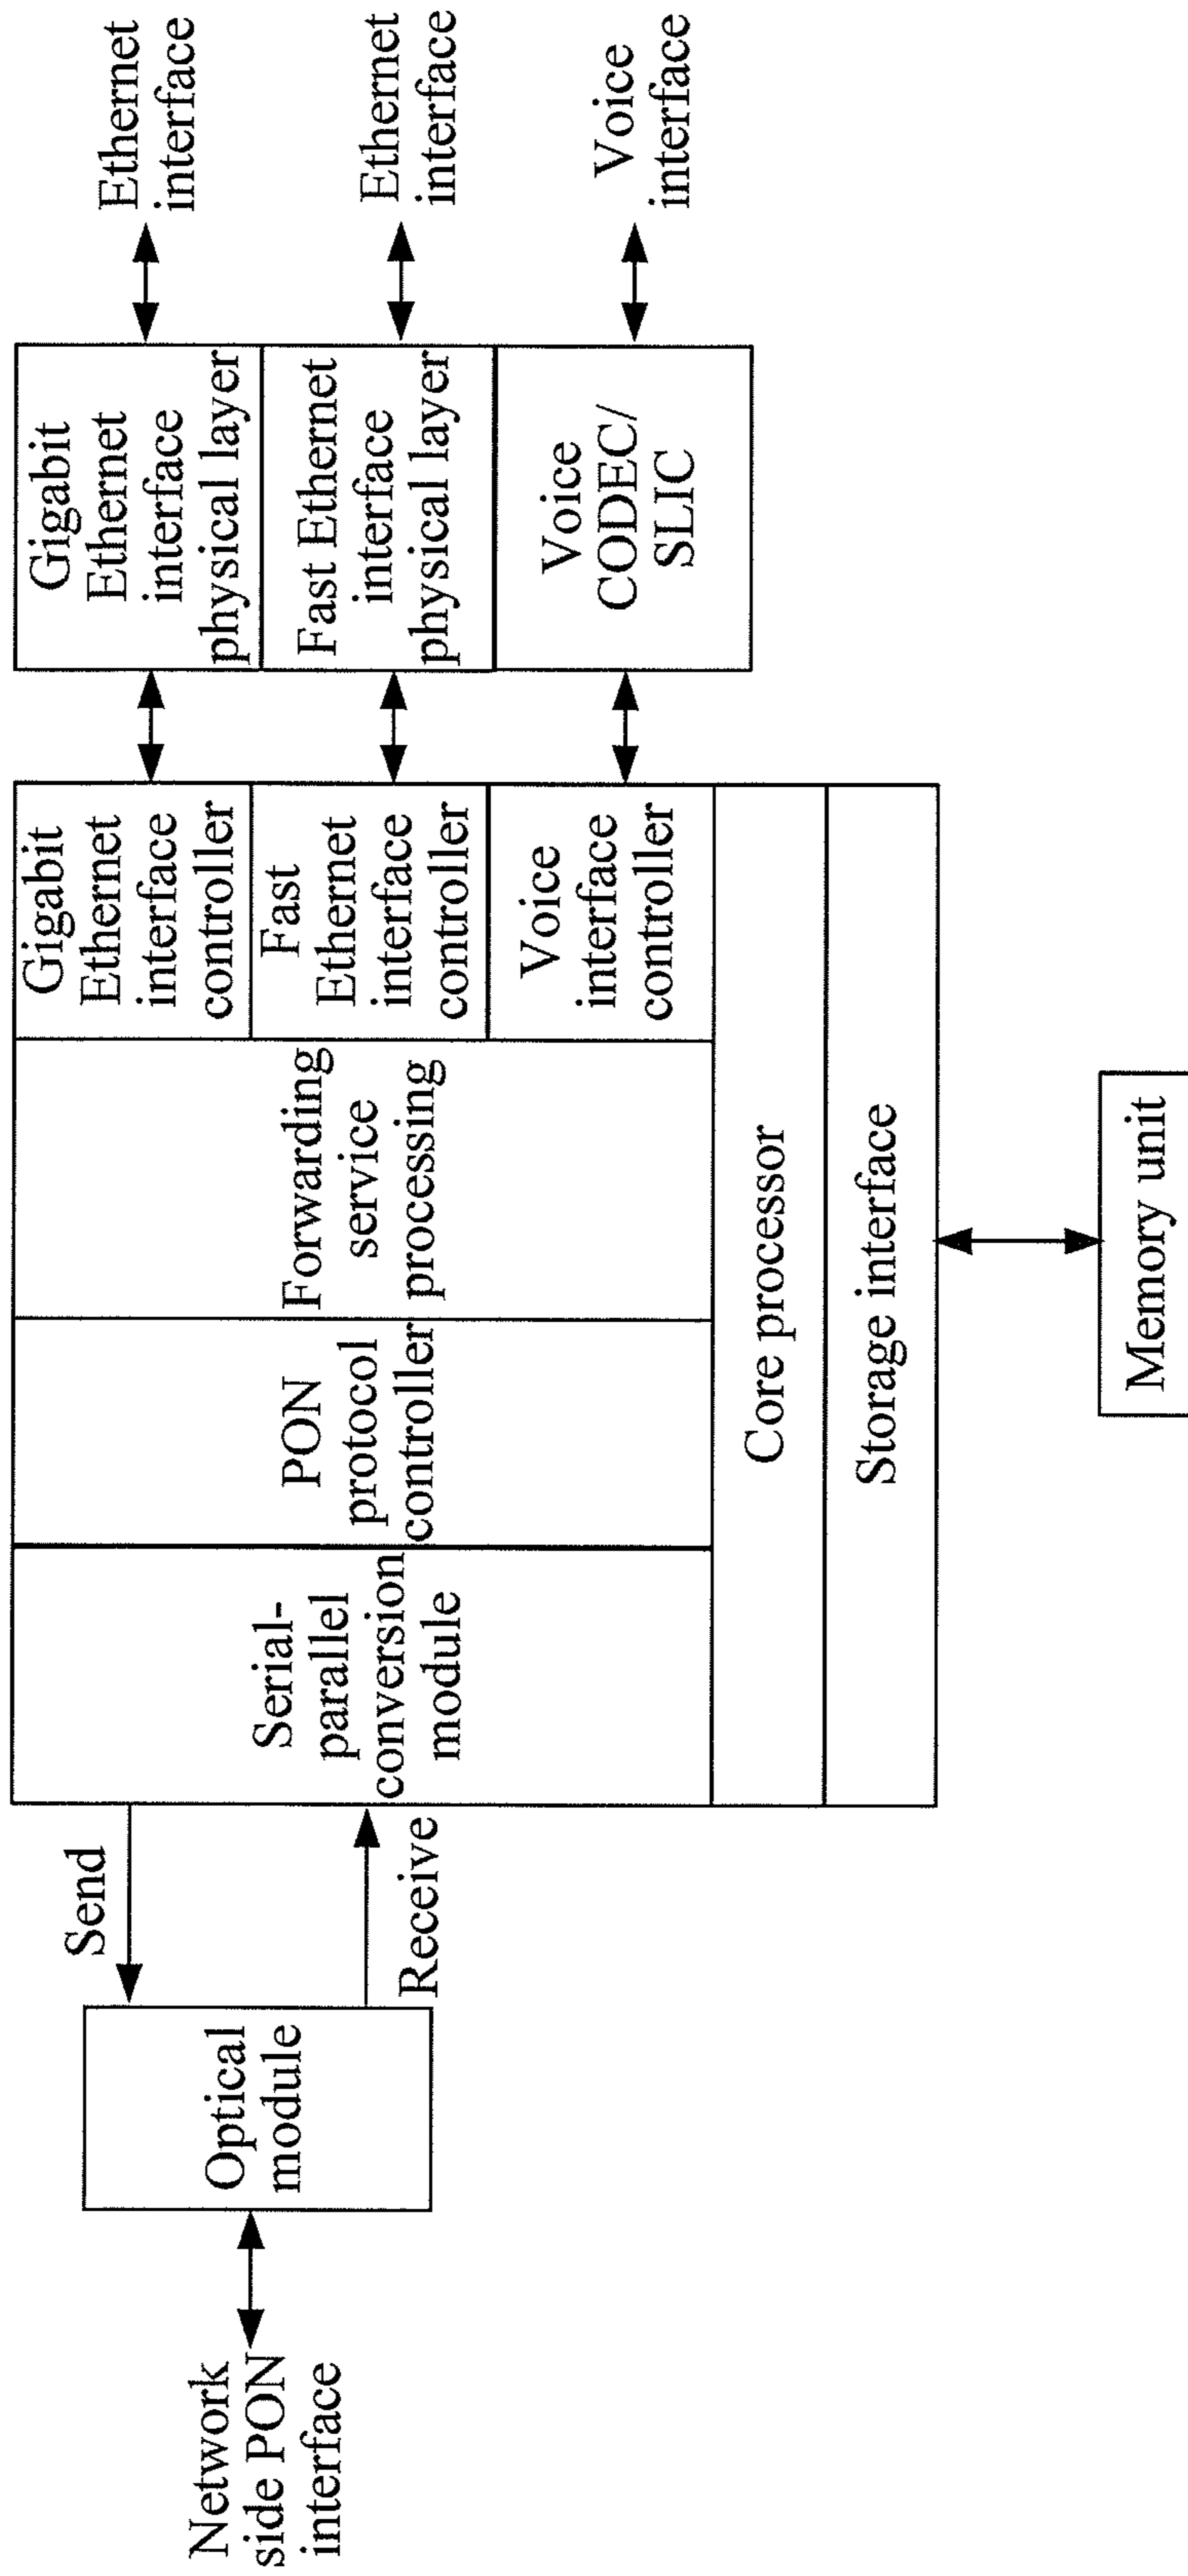 Network
side PON
interface
Optical
module
Send
Receive
Serial-
parallel
conversion
module
PON
protocol
controller
Forwarding
service
processing
Gigabit
Ethernet
interface
controller
Fast
Ethernet
interface
controller
Voice
interface
controller
Core processor
Storage interface
Memory unit
Gigabit
Ethernet
interface
physical layer
Fast Ethernet
interface
physical layer
Voice
CODEC/
SLIC
Ethernet
interface
Ethernet
interface
Voice
interface